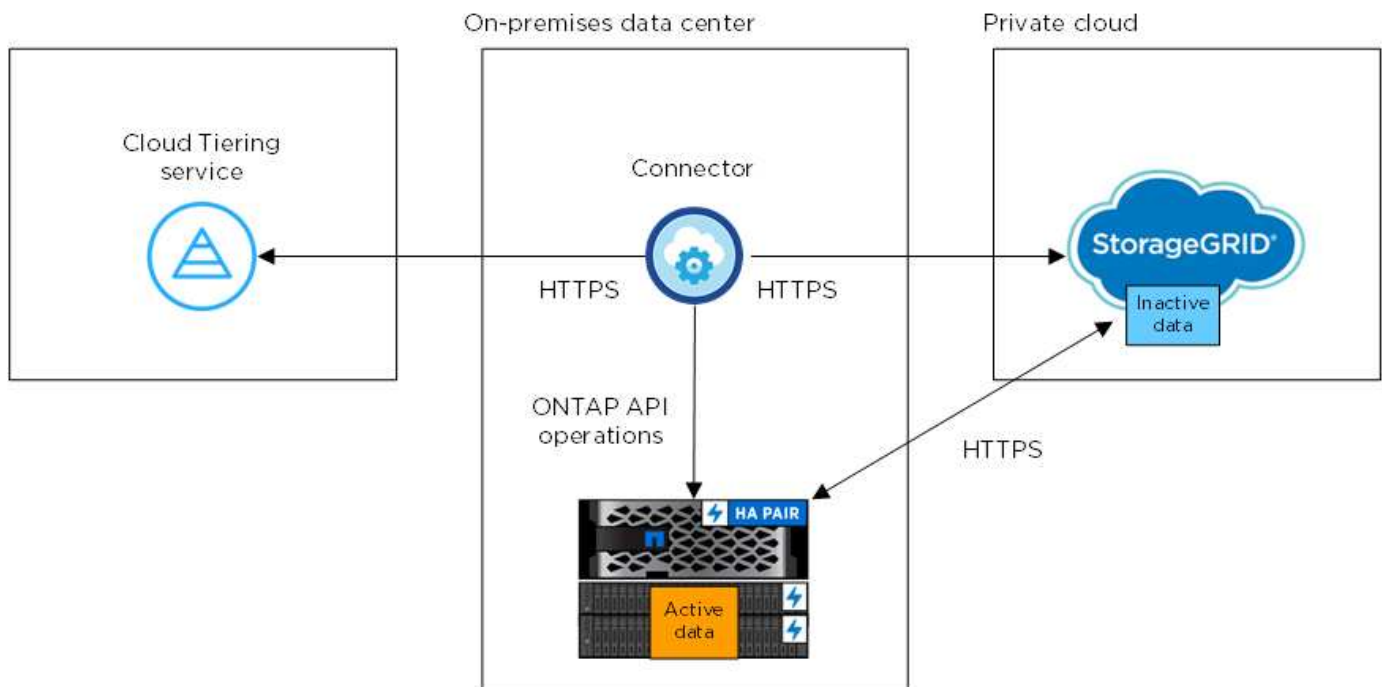 On-premises data center
Private cloud
Cloud Tiering
service
Connector
StorageGRID®
Inactive
data
HTTPS
HTTPS
ONTAP API
operations
HTTPS
HA PAIR
Active
data